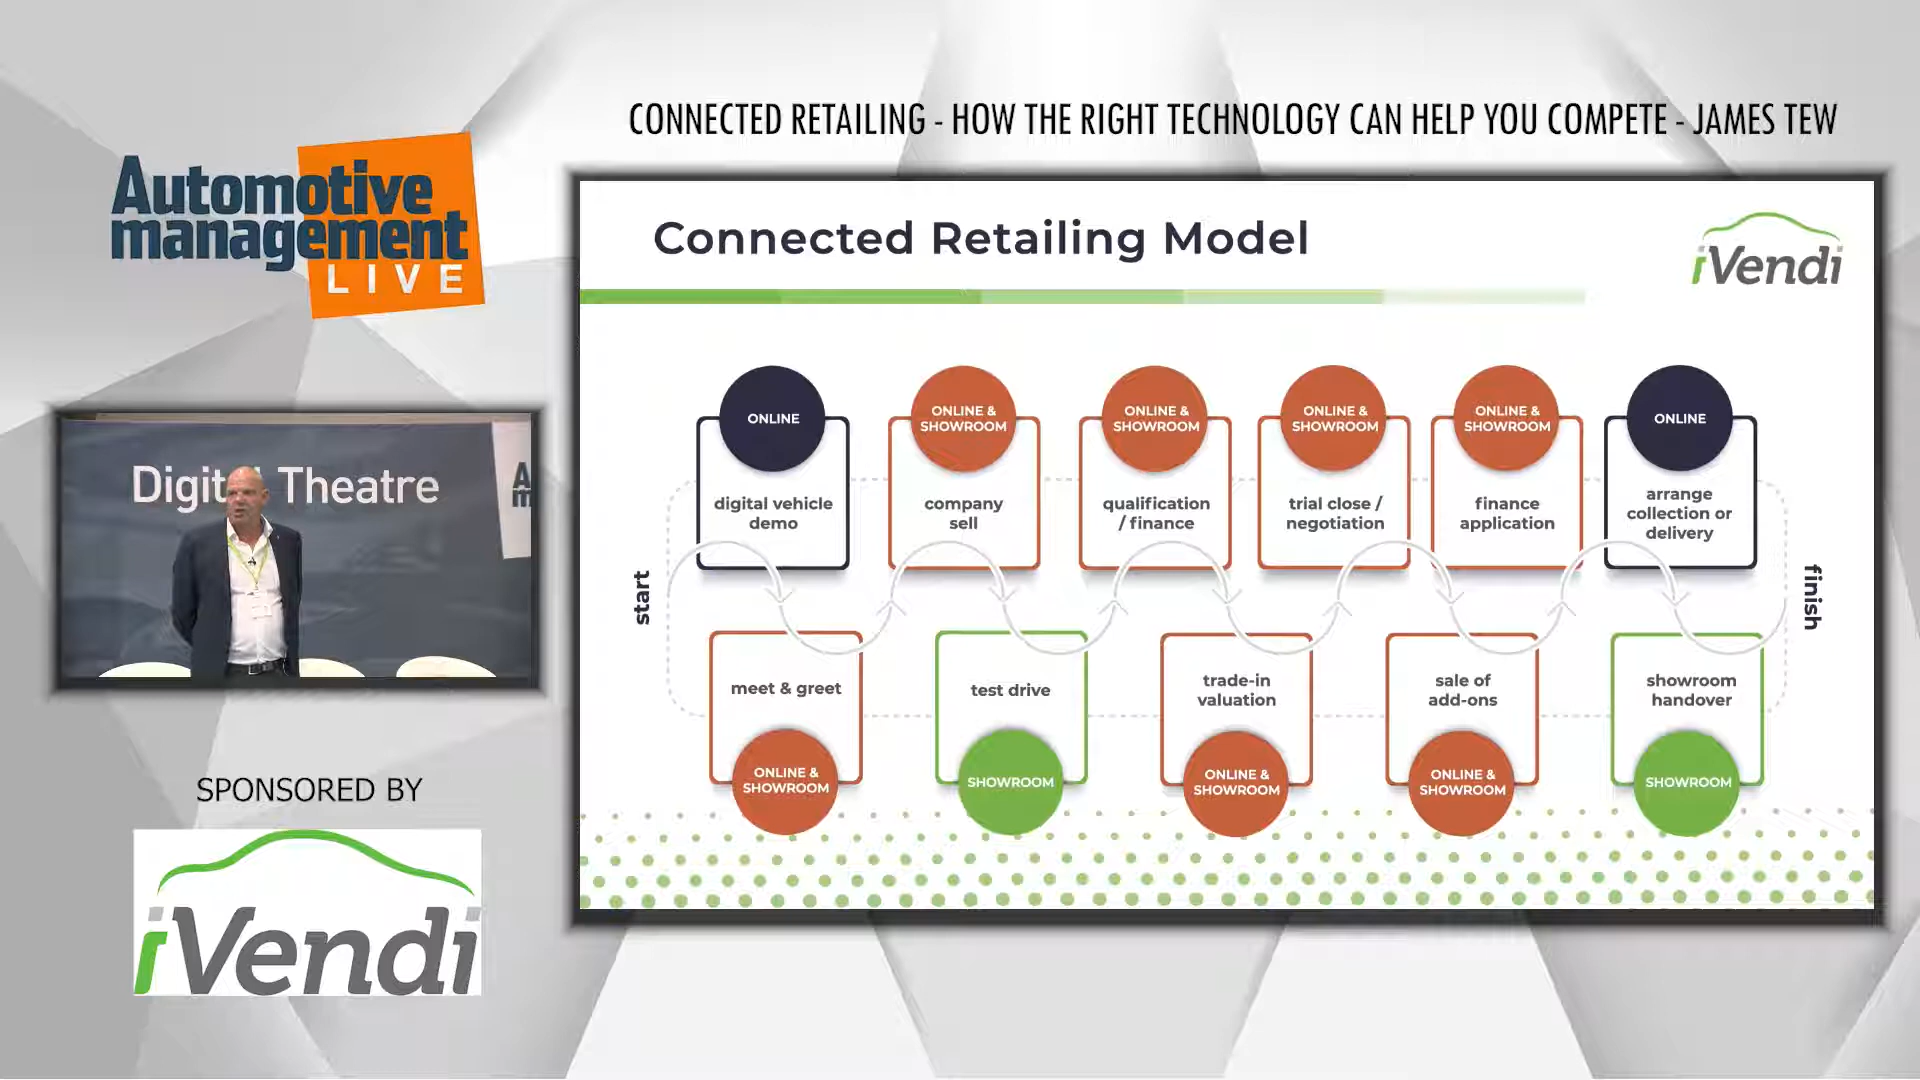 CONNECTED RETAILING - HOW THE RIGHT TECHNOLOGY CAN HELP YOU COMPETE - JAMES TEW
Automotive
management
LIVE
Connected Retailing Model
iVendi
ONLINE
digital vehicle
demo
ONLINE &
SHOWROOM
company
sell
ONLINE &
SHOWROOM
qualification
/ finance
ONLINE &
SHOWROOM
trial close /
negotiation
ONLINE &
SHOWROOM
finance
application
ONLINE
arrange
collection or
delivery
start
finish
meet & greet
ONLINE &
SHOWROOM
test drive
SHOWROOM
trade-in
valuation
ONLINE &
SHOWROOM
sale of
add-ons
ONLINE &
SHOWROOM
showroom
handover
SHOWROOM
Theatre
SPONSORED BY
iVendi